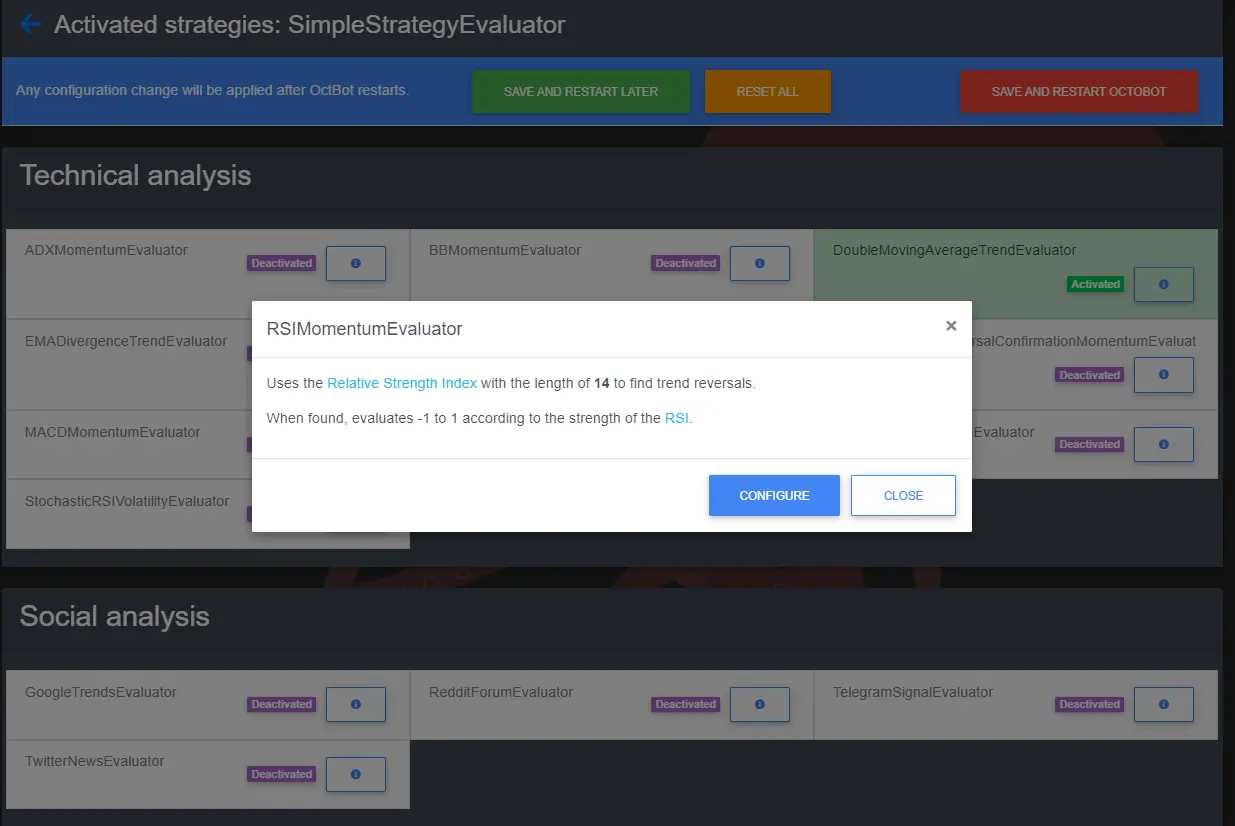 Activated strategies: SimpleStrategyEvaluator
Any configuration change will be applied after OctBot restarts.
SAVE AND RESTART LATER
RESET ALL
SAVE AND RESTART OCTOBOT
Technical analysis
ADXMomentumEvaluator
Deactivated
BBMomentumEvaluator
Deactivated
DoubleMovingAverageTrendEvaluator
Activated
RSIMomentumEvaluator
×
Uses the Relative Strength Index with the length of 14 to find trend reversals.
When found, evaluates -1 to 1 according to the strength of the RSI.
CONFIGURE
CLOSE
EMADivergenceTrendEvaluator
rsalConfirmationMomentumEvaluat
Deactivated
MACDMomentumEvaluator
Evaluator
Deactivated
StochasticRSIVolatilityEvaluator
Social analysis
GoogleTrendsEvaluator
Deactivated
RedditForumEvaluator
Deactivated
TelegramSignalEvaluator
Deactivated
TwitterNewsEvaluator
Deactivated